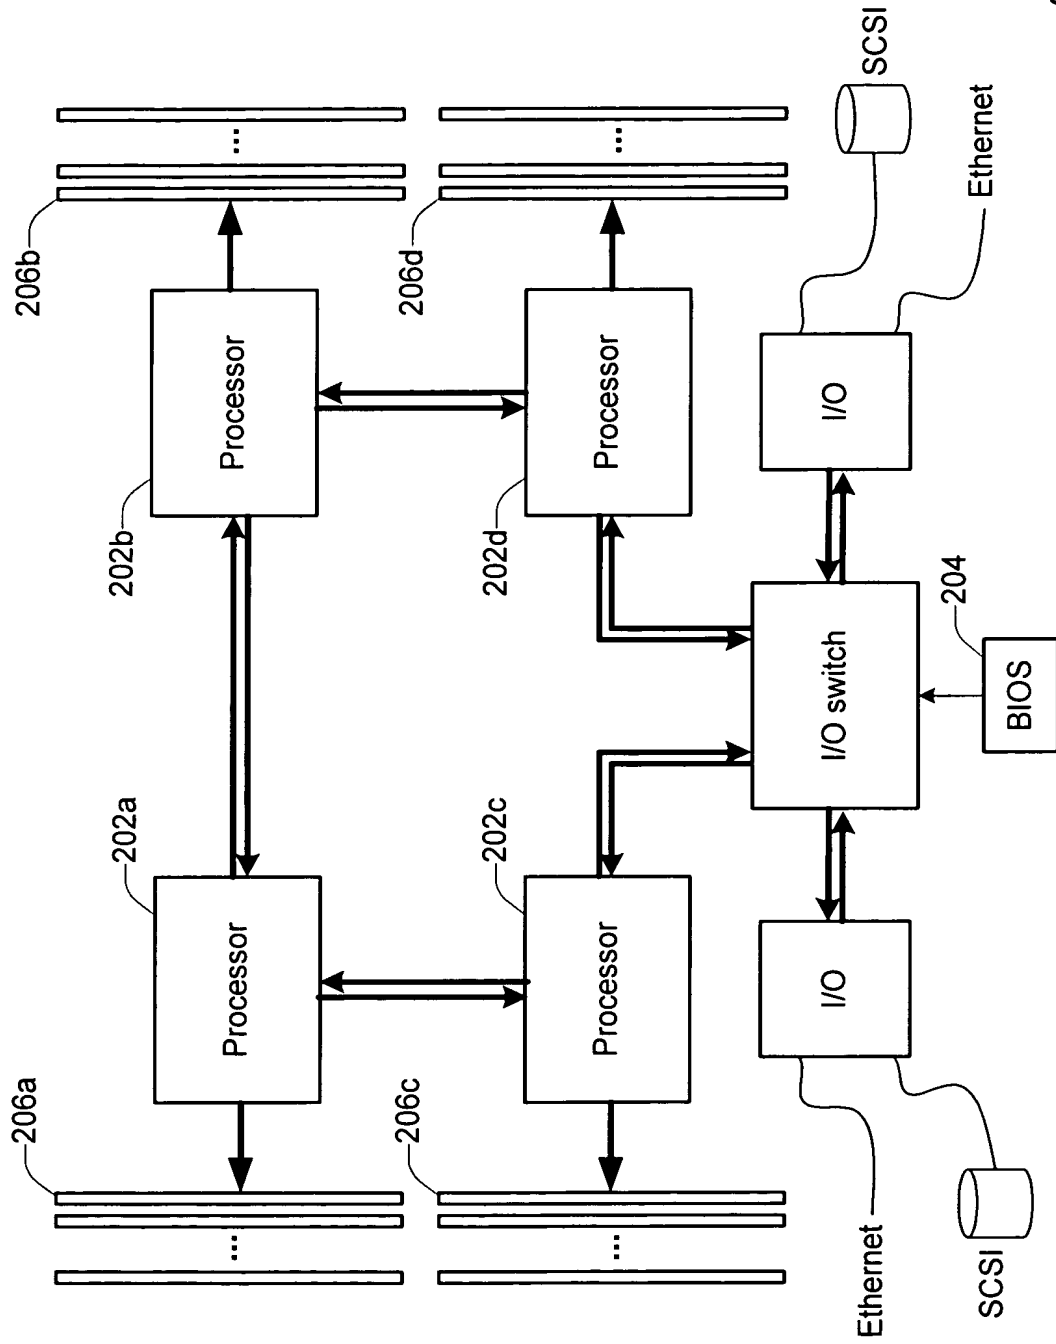 206a
202a
202b
206b
Processor
Processor
206c
202c
202d
206d
Processor
Processor
Ethernet
I/O
I/O switch
I/O
SCSI
SCSI
BIOS
204
Ethernet